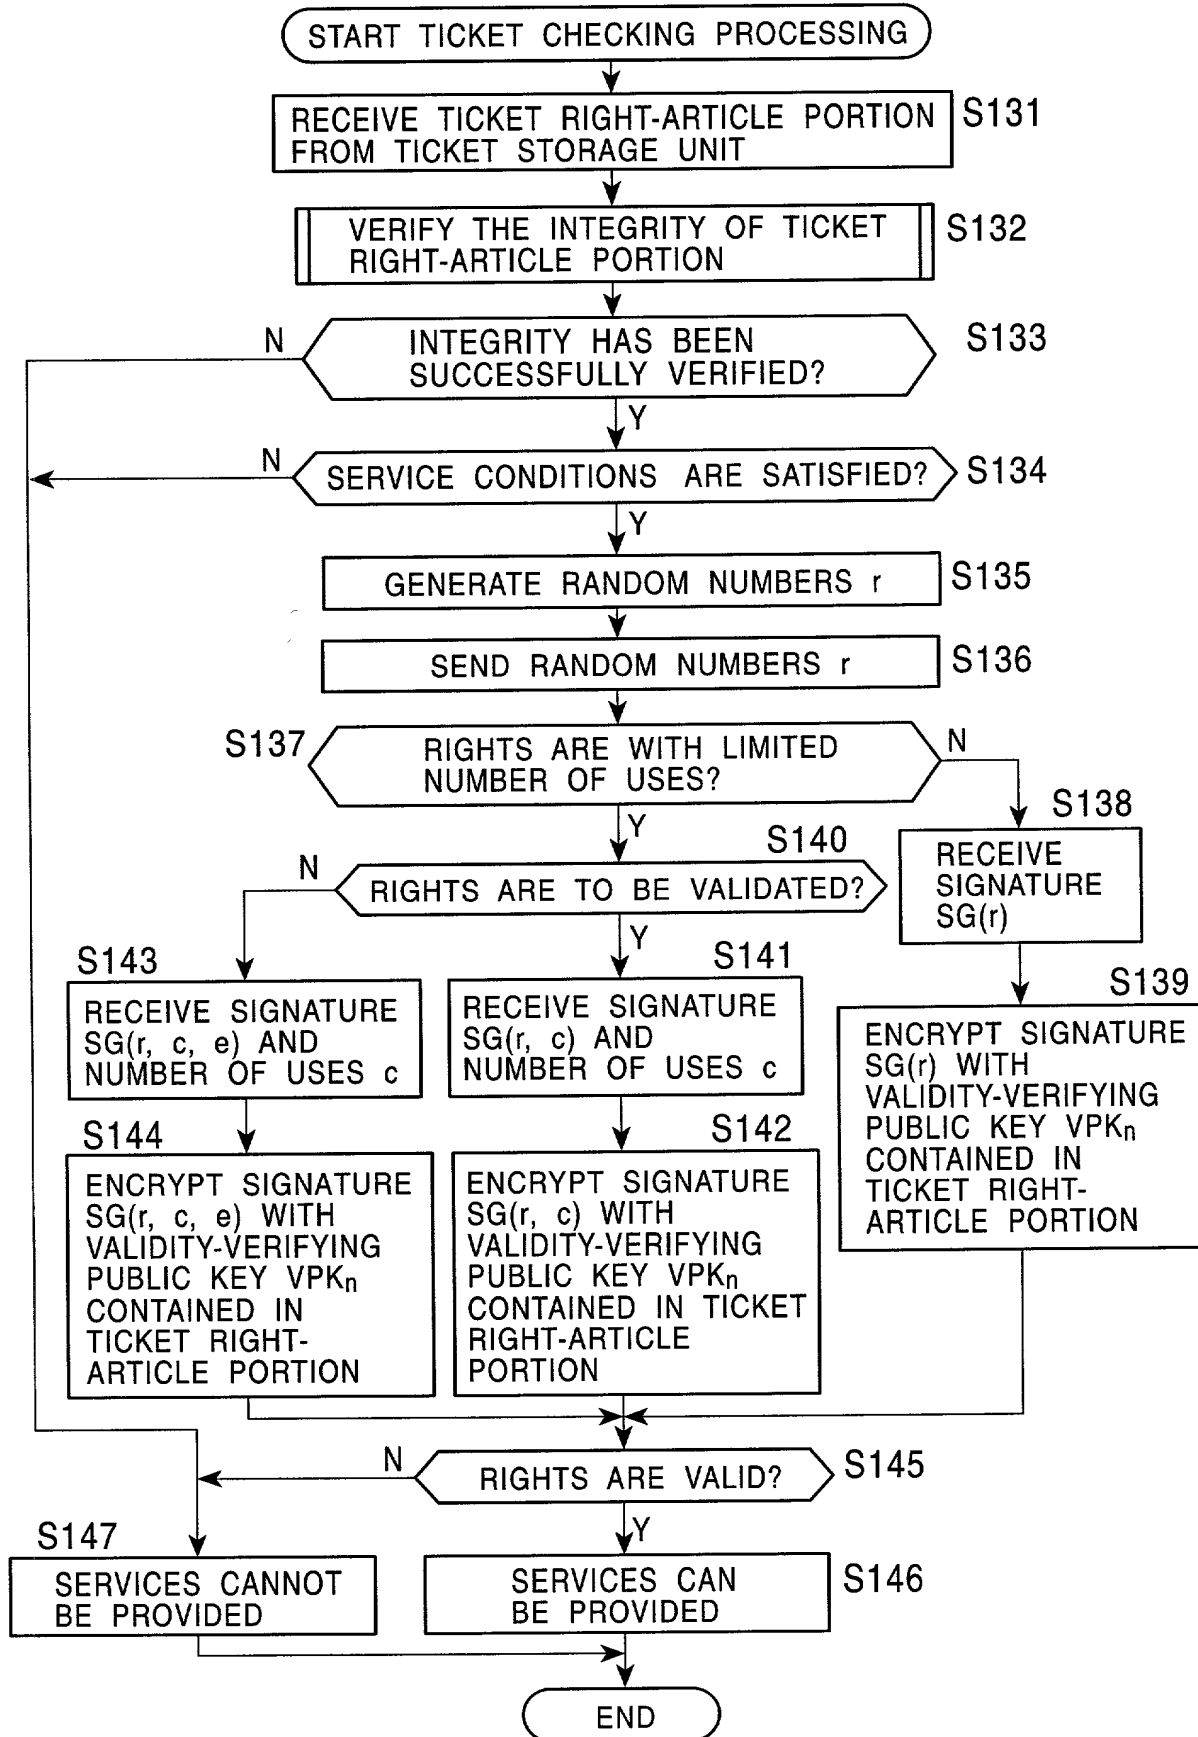 START TICKET CHECKING PROCESSING
RECEIVE TICKET RIGHT-ARTICLE PORTION
FROM TICKET STORAGE UNIT
S131
VERIFY THE INTEGRITY OF TICKET
RIGHT-ARTICLE PORTION
S132
N
INTEGRITY HAS BEEN
SUCCESSFULLY VERIFIED?
S133
Y
N
SERVICE CONDITIONS ARE SATISFIED?
S134
Y
GENERATE RANDOM NUMBERS r
S135
SEND RANDOM NUMBERS r
S136
S137
RIGHTS ARE WITH LIMITED
NUMBER OF USES?
N
Y
S138
RECEIVE
SIGNATURE
SG(r)
S140
N
RIGHTS ARE TO BE VALIDATED?
Y
S143
RECEIVE SIGNATURE
SG(r, c, e) AND
NUMBER OF USES c
S141
RECEIVE SIGNATURE
SG(r, c) AND
NUMBER OF USES c
S139
ENCRYPT SIGNATURE
SG(r) WITH
VALIDITY-VERIFYING
PUBLIC KEY VPKn
CONTAINED IN
TICKET RIGHT-
ARTICLE PORTION
S144
ENCRYPT SIGNATURE
SG(r, c, e) WITH
VALIDITY-VERIFYING
PUBLIC KEY VPKn
CONTAINED IN
TICKET RIGHT-
ARTICLE PORTION
S142
ENCRYPT SIGNATURE
SG(r, c) WITH
VALIDITY-VERIFYING
PUBLIC KEY VPKn
CONTAINED IN TICKET
RIGHT-ARTICLE
PORTION
N
RIGHTS ARE VALID?
S145
Y
S147
SERVICES CANNOT
BE PROVIDED
SERVICES CAN
BE PROVIDED
S146
END